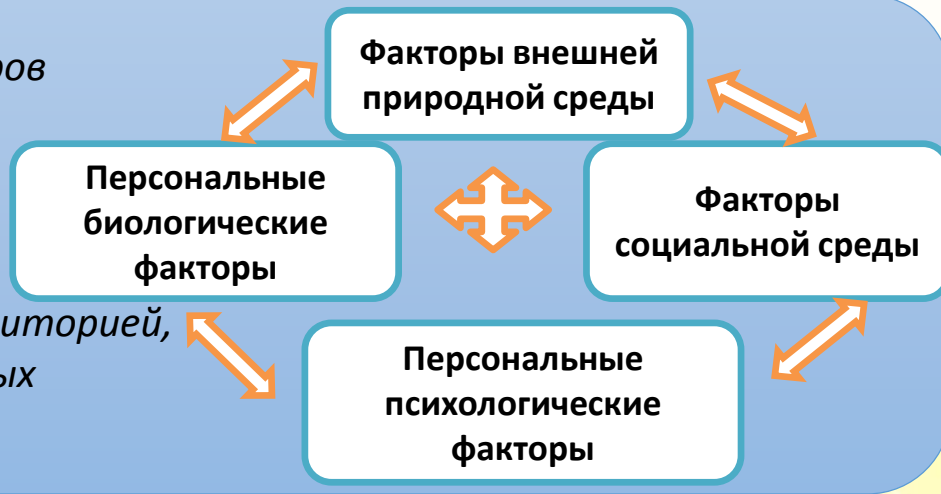 Факторы внешней
природной среды
Персональные
биологические
факторы
Факторы
социальной среды
Персональные
психологические
факторы